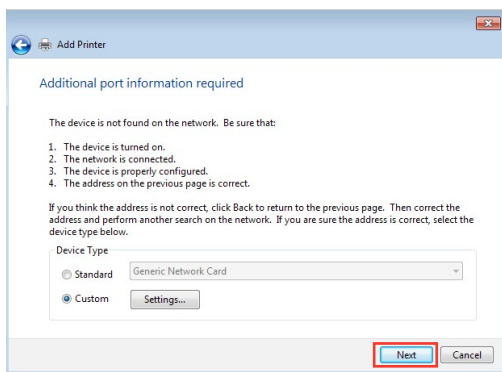 Add Printer
Additional port information required
The device is not found on the network. Be sure that:
1. The device is turned on.
2. The network is connected.
3. The device is properly configured.
4. The address on the previous page is correct.
If you think the address is not correct, click Back to return to the previous page. Then correct the
address and perform another search on the network. If you are sure the address is correct, select the
device type below.
Device Type
Standard Generic Network Card
Custom Settings...
Next Cancel